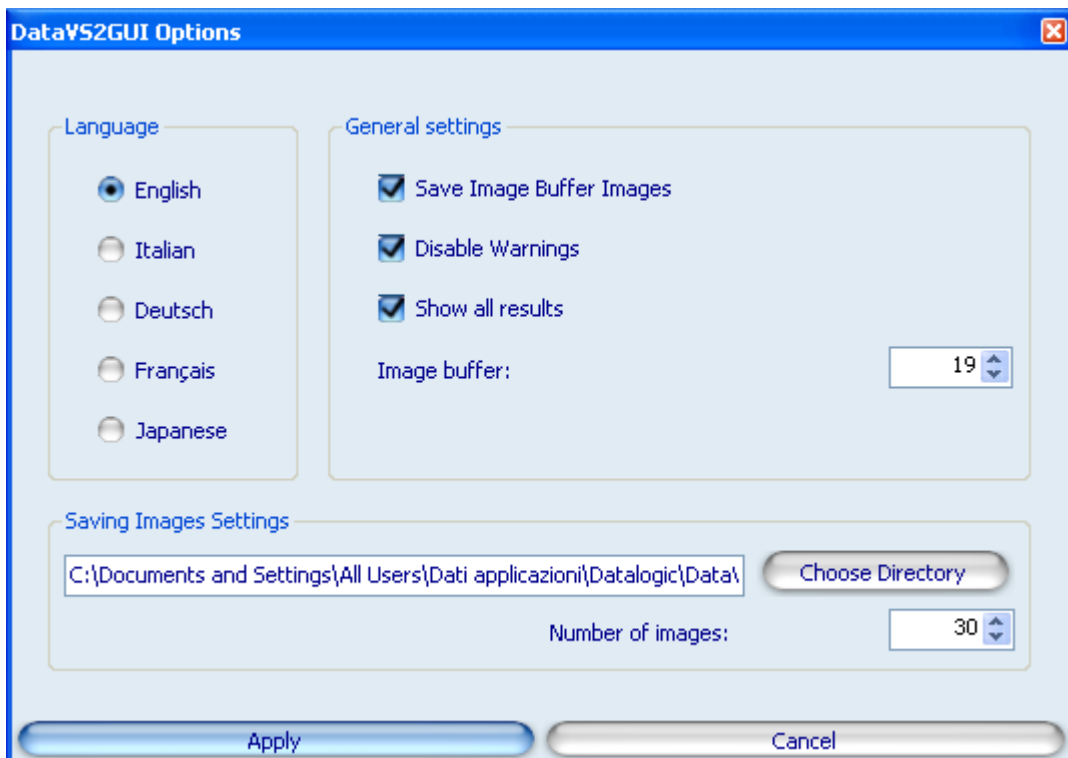 DataVS2GUI Options
Language
English
Italian
Deutsch
Français
Japanese
General settings
Save Image Buffer Images
Disable Warnings
Show all results
Image buffer:
19
Saving Images Settings
C:\Documents and Settings\All Users\Dati applicazioni\Datalogic\Data\
Choose Directory
Number of images:
30
Apply
Cancel